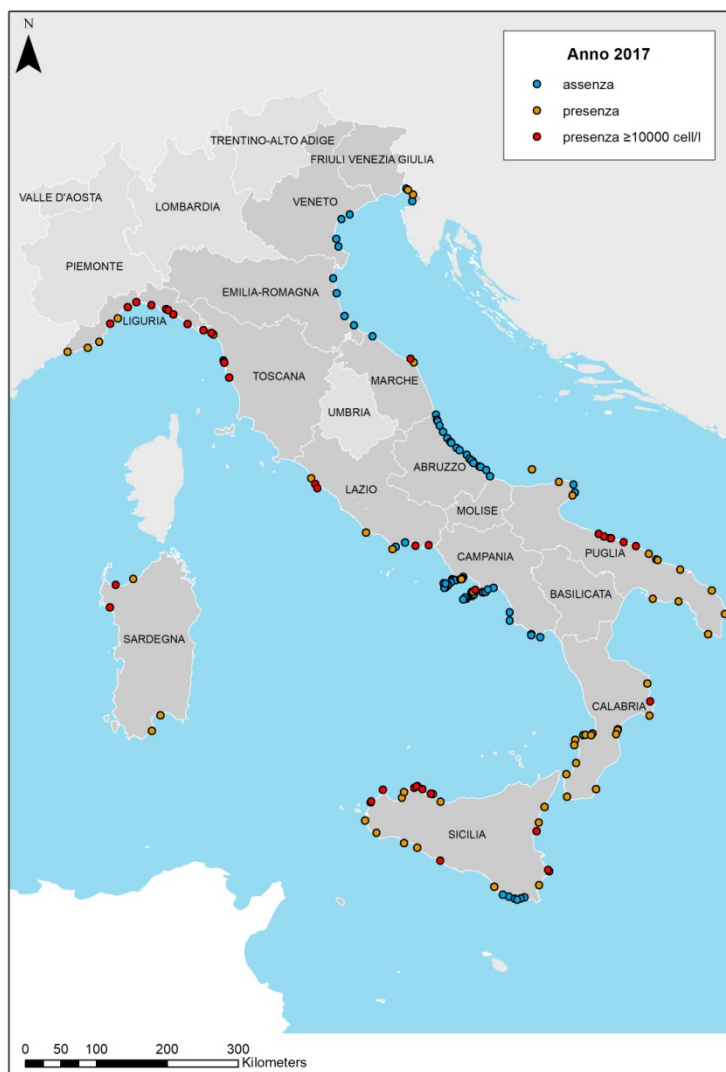 N
Anno 2017
assenza
presenza
presenza ≥10000 cell/l
TRENTINO-ALTO ADIGE
FRIULI VENEZIA GIULIA
VALLE D'AOSTA
LOMBARDIA
VENETO
PIEMONTE
EMILIA-ROMAGNA
LIGURIA
TOSCANA
MARCHE
UMBRIA
ABRUZZO
LAZIO
MOLISE
PUGLIA
CAMPANIA
BASILICATA
SARDEGNA
CALABRIA
SICILIA
0 50 100 200 300
Kilometers